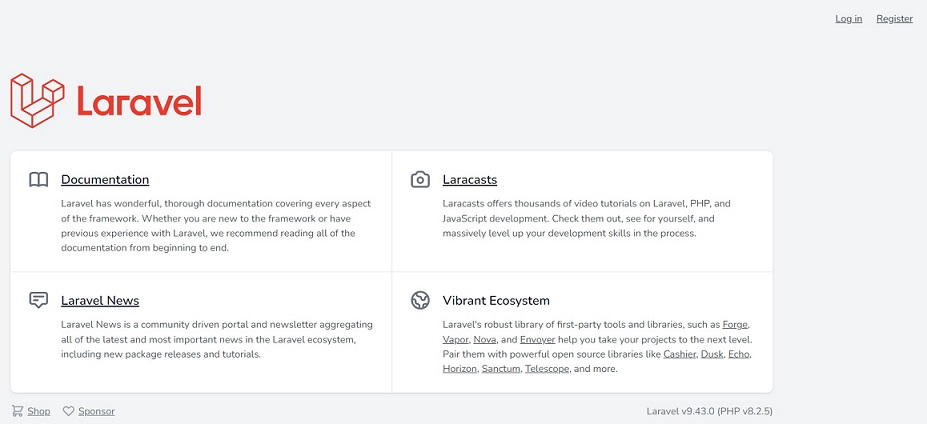 Log in Register
Laravel
Documentation
Laravel has wonderful, thorough documentation covering every aspect
of the framework. Whether you are new to the framework or have
previous experience with Laravel, we recommend reading all of the
documentation from beginning to end.
Laracasts
Laracasts offers thousands of video tutorials on Laravel, PHP, and
JavaScript development. Check them out, see for yourself, and
massively level up your development skills in the process.
Laravel News
Laravel News is a community driven portal and newsletter aggregating
all of the latest and most important news in the Laravel ecosystem,
including new package releases and tutorials.
Vibrant Ecosystem
Laravel's robust library of first-party tools and libraries, such as Forge,
Vapor, Nova, and Envoyer help you take your projects to the next level.
Pair them with powerful open source libraries like Cashier, Dusk, Echo,
Horizon, Sanctum, Telescope, and more.
Shop Sponsor
Laravel v9.43.0 (PHP v8.2.5)